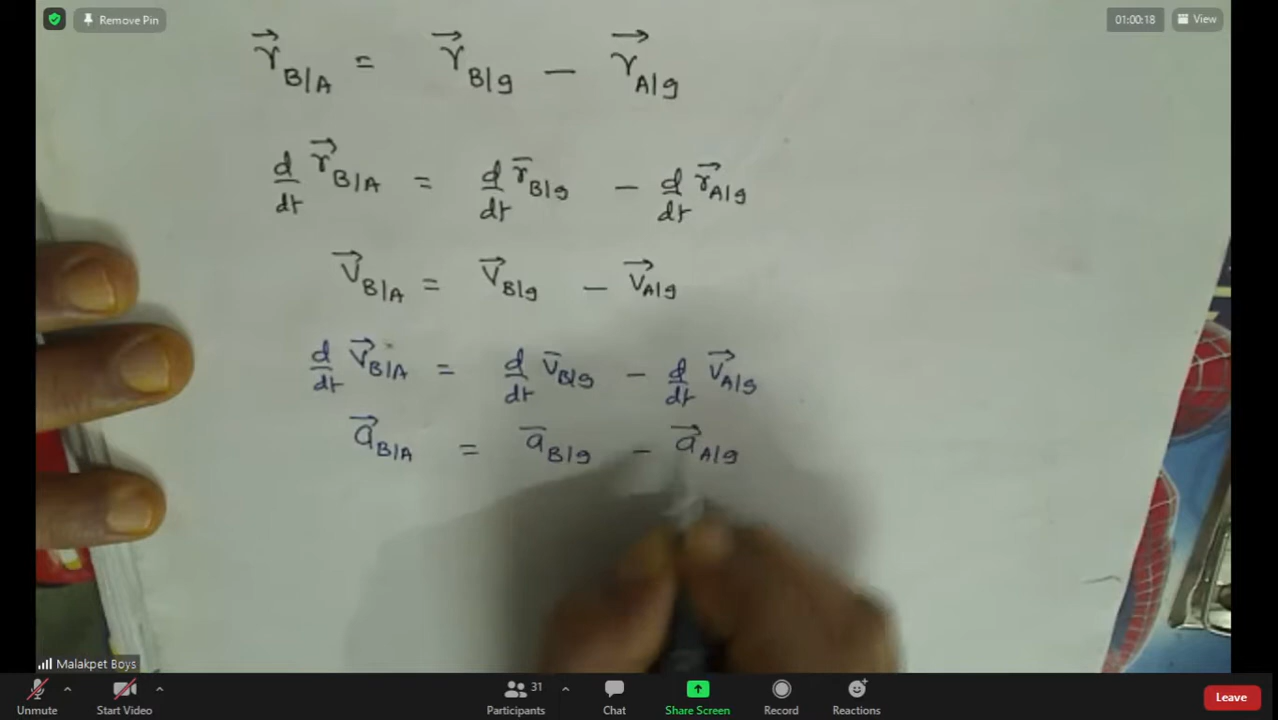 Remove Pin
01:00:18
View
r⃗B|A = r⃗B|g − r⃗A|g
d/dt r⃗B|A = d/dt r̄B|g − d/dt r⃗A|g
v⃗B|A = v⃗B|g − v⃗A|g
d/dt v⃗B|A = d/dt v̄B|g − d/dt v⃗A|g
a⃗B|A = āB|g − a⃗A|g
Malakpet Boys
Unmute
Start Video
31
Participants
Chat
Share Screen
Record
Reactions
Leave